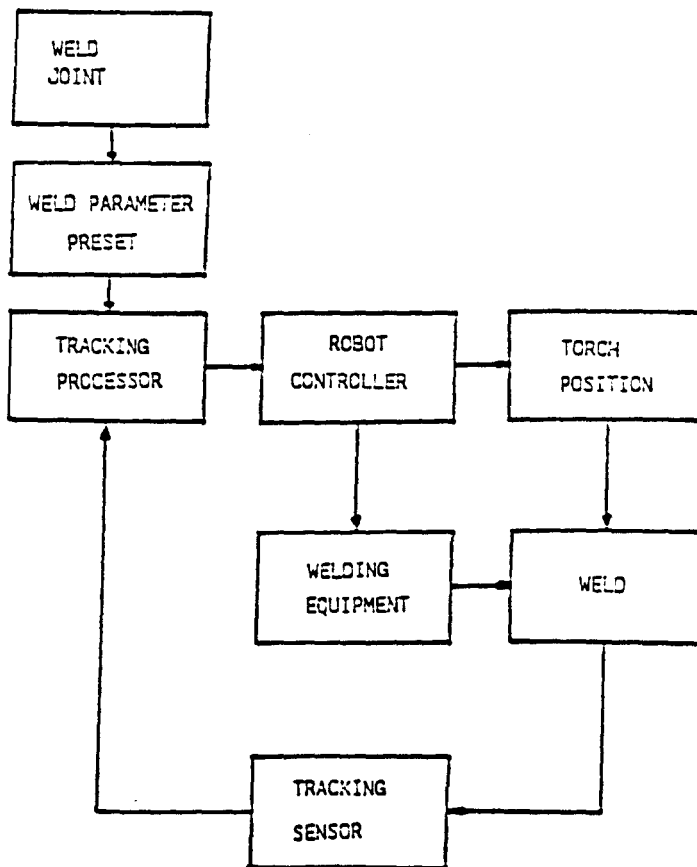 WELD
JOINT
WELD PARAMETER
PRESET
TRACKING
PROCESSOR
ROBOT
CONTROLLER
TORCH
POSITION
WELDING
EQUIPMENT
WELD
TRACKING
SENSOR